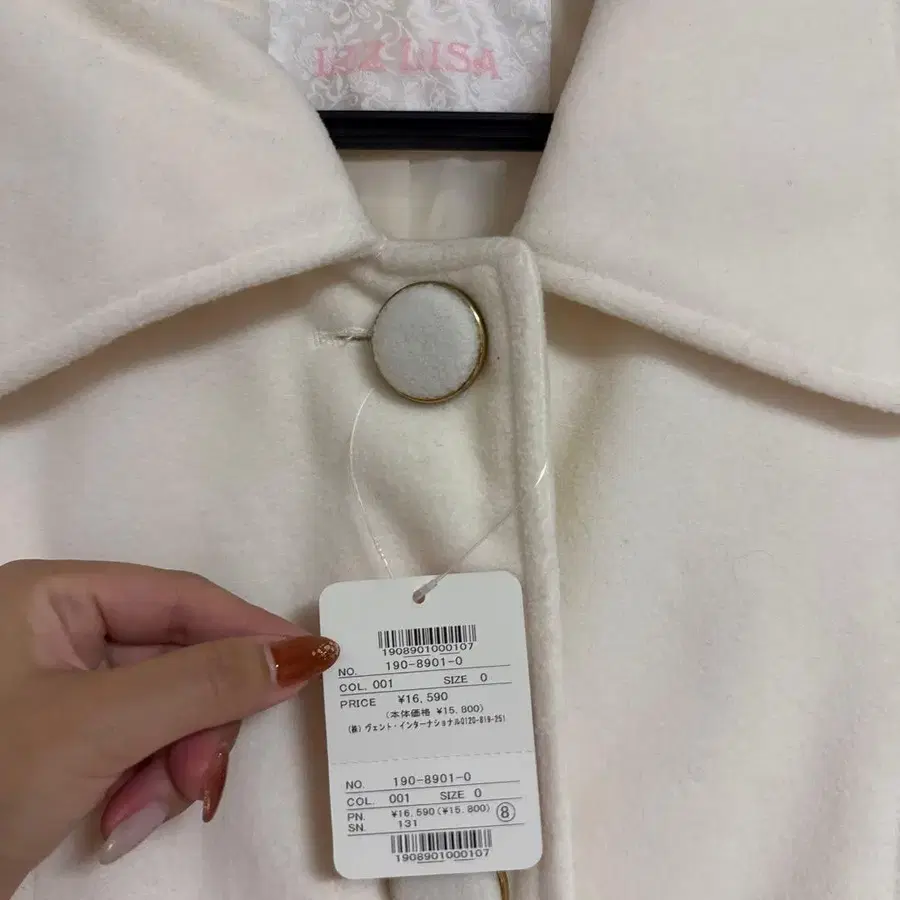 LIZ LISA
1908901000107
NO. 190-8901-0
COL. 001 SIZE 0
PRICE ¥16,590
(本体価格 ¥15,800)
(株) ヴェント・インターナショナル0120-819-251
NO. 190-8901-0
COL. 001 SIZE 0
PN. ¥16,590(¥15,800) ⑧
SN. 131
1908901000107